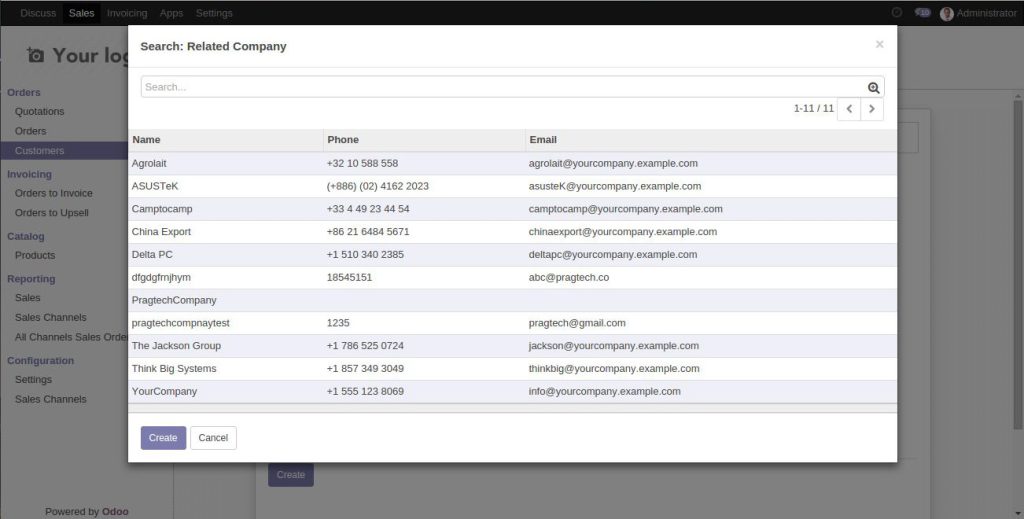 Discuss Sales Invoicing Apps Settings 10 Administrator
Your log
Search: Related Company ×
Search...
1-11 / 11
Orders
Quotations
Orders
Customers
Invoicing
Orders to Invoice
Orders to Upsell
Catalog
Products
Reporting
Sales
Sales Channels
All Channels Sales Orde
Configuration
Settings
Sales Channels
Name Phone Email
Agrolait +32 10 588 558 agrolait@yourcompany.example.com
ASUSTeK (+886) (02) 4162 2023 asusteK@yourcompany.example.com
Camptocamp +33 4 49 23 44 54 camptocamp@yourcompany.example.com
China Export +86 21 6484 5671 chinaexport@yourcompany.example.com
Delta PC +1 510 340 2385 deltapc@yourcompany.example.com
dfgdgfrnjhym 18545151 abc@pragtech.co
PragtechCompany
pragtechcompnaytest 1235 pragtech@gmail.com
The Jackson Group +1 786 525 0724 jackson@yourcompany.example.com
Think Big Systems +1 857 349 3049 thinkbig@yourcompany.example.com
YourCompany +1 555 123 8069 info@yourcompany.example.com
Create Cancel
Create
Powered by Odoo